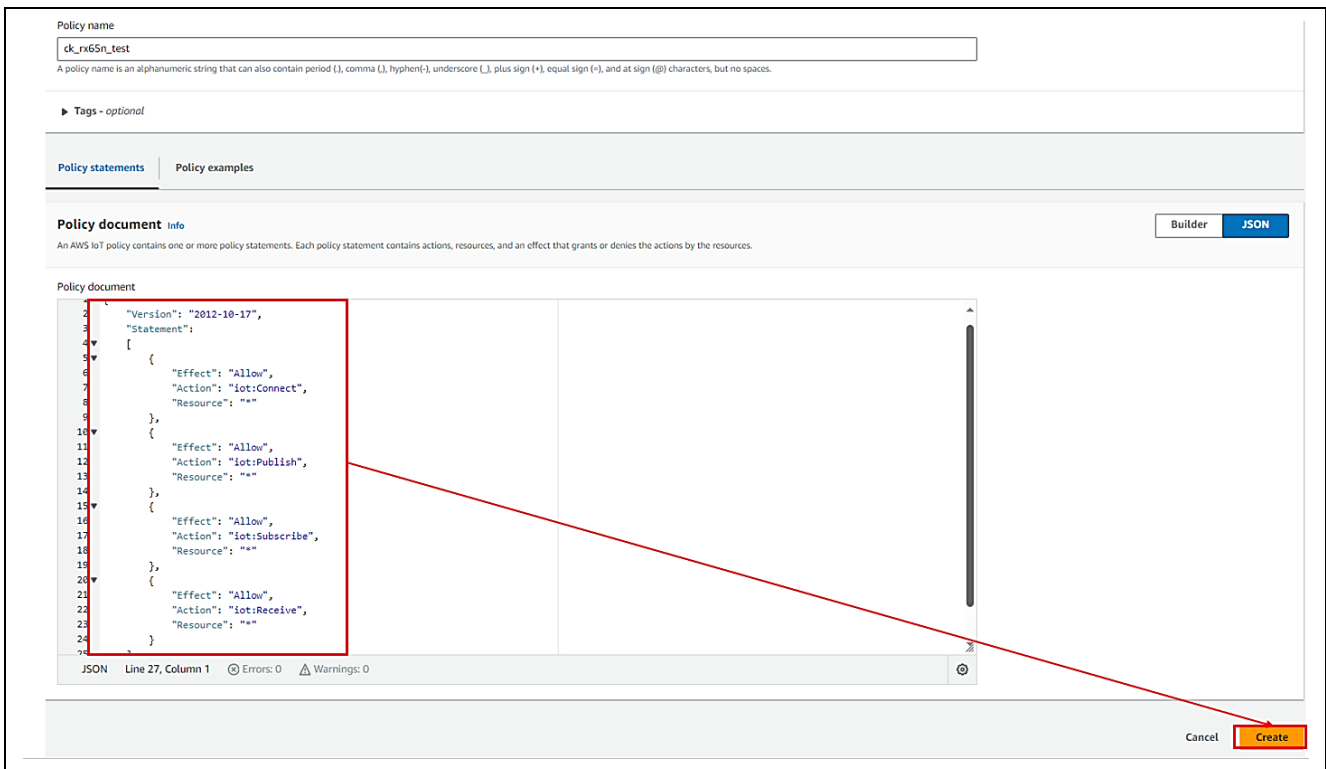 Policy name
ck_rx65n_test
A policy name is an alphanumeric string that can also contain period (.), comma (,), hyphen(-), underscore (_), plus sign (+), equal sign (=), and at sign (@) characters, but no spaces.
▶ Tags - optional
Policy statements Policy examples
Policy document Info
Builder JSON
An AWS IoT policy contains one or more policy statements. Each policy statement contains actions, resources, and an effect that grants or denies the actions by the resources.
Policy document
2 "Version": "2012-10-17",
3 "Statement":
4 ▼ [
5 ▼ {
6 "Effect": "Allow",
7 "Action": "iot:Connect",
8 "Resource": "*"
9 },
10 ▼ {
11 "Effect": "Allow",
12 "Action": "iot:Publish",
13 "Resource": "*"
14 },
15 ▼ {
16 "Effect": "Allow",
17 "Action": "iot:Subscribe",
18 "Resource": "*"
19 },
20 ▼ {
21 "Effect": "Allow",
22 "Action": "iot:Receive",
23 "Resource": "*"
24 }
JSON Line 27, Column 1 Errors: 0 Warnings: 0
Cancel Create